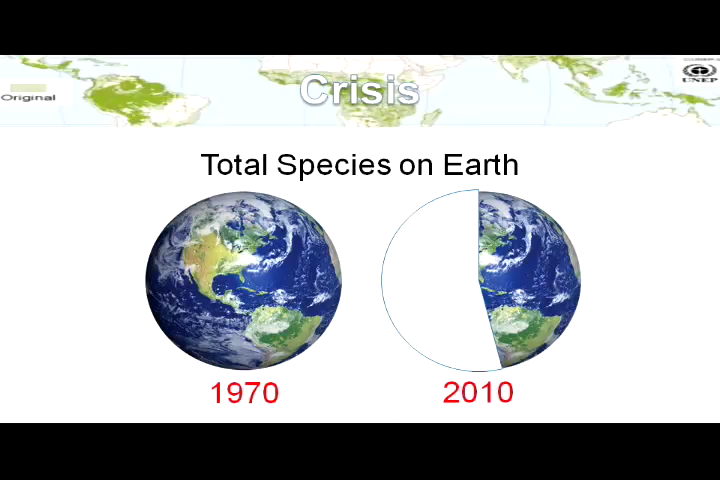 Crisis
Original
UNEP
Total Species on Earth
1970
2010